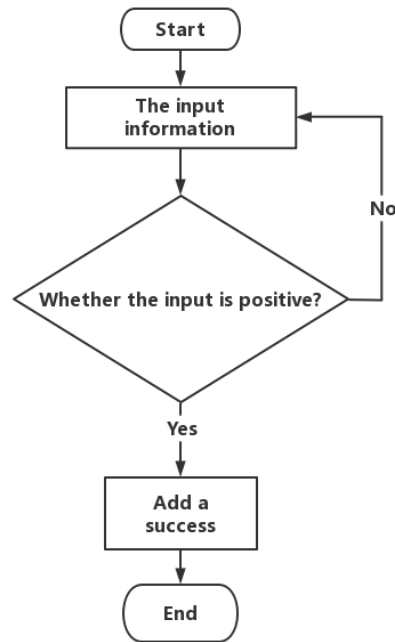 Start
The input
information
No
Whether the input is positive?
Yes
Add a
success
End